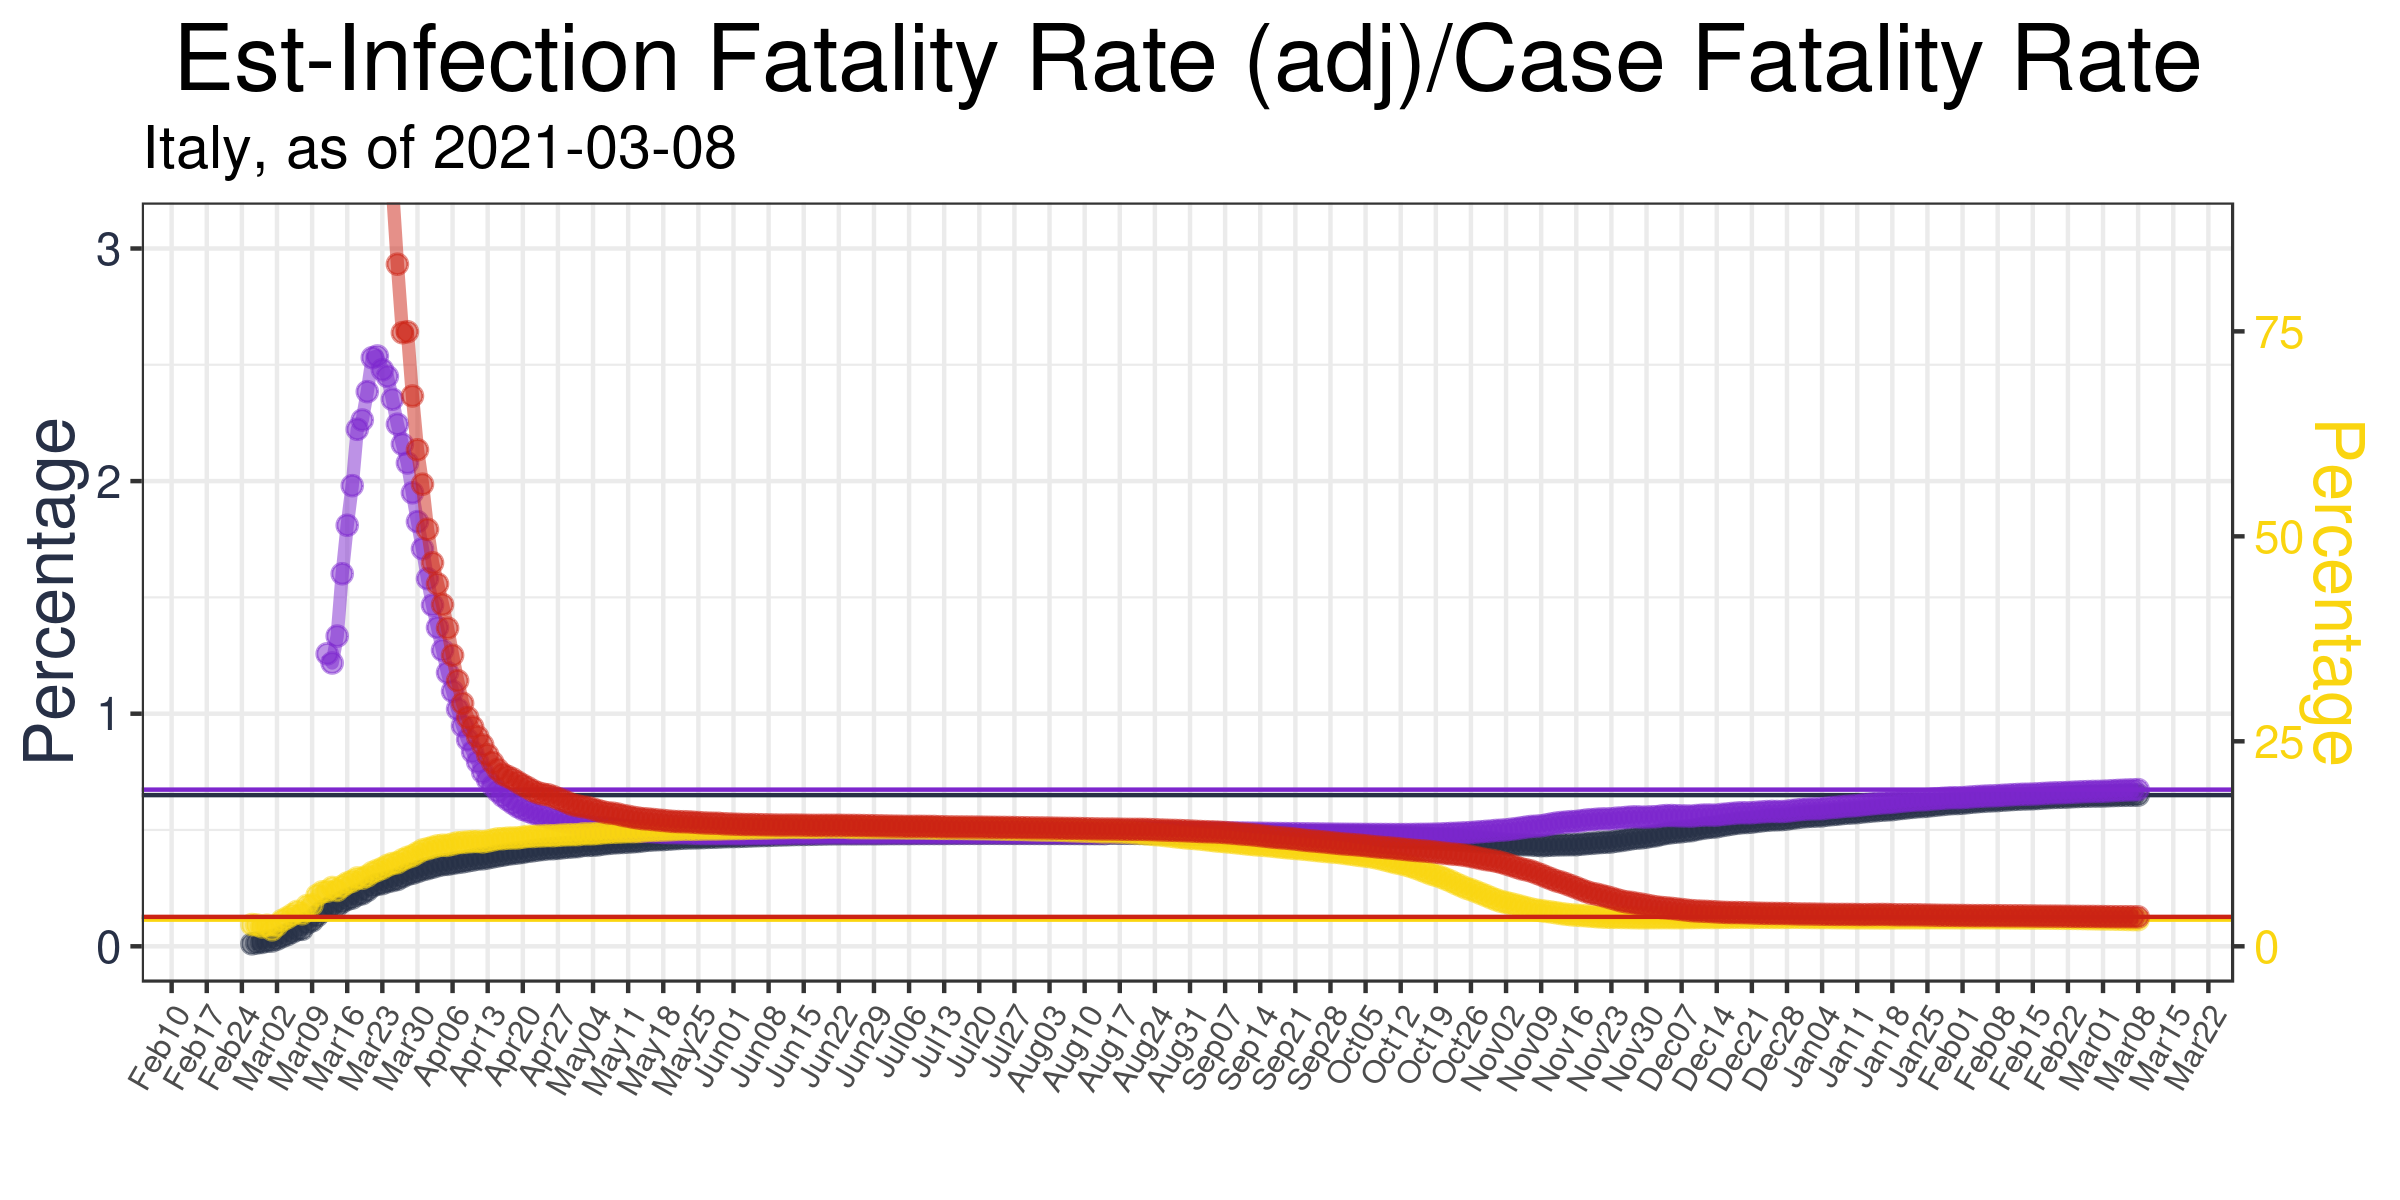 Est-Infection Fatality Rate (adj)/Case Fatality Rate
Italy, as of 2021-03-08
Percentage
3
2
1
0
75
50
25
0
Percentage
Feb10
Feb17
Feb24
Mar02
Mar09
Mar16
Mar23
Mar30
Apr06
Apr13
Apr20
Apr27
May04
May11
May18
May25
Jun01
Jun08
Jun15
Jun22
Jun29
Jul06
Jul13
Jul20
Jul27
Aug03
Aug10
Aug17
Aug24
Aug31
Sep07
Sep14
Sep21
Sep28
Oct05
Oct12
Oct19
Oct26
Nov02
Nov09
Nov16
Nov23
Nov30
Dec07
Dec14
Dec21
Dec28
Jan04
Jan11
Jan18
Jan25
Feb01
Feb08
Feb15
Feb22
Mar01
Mar08
Mar15
Mar22